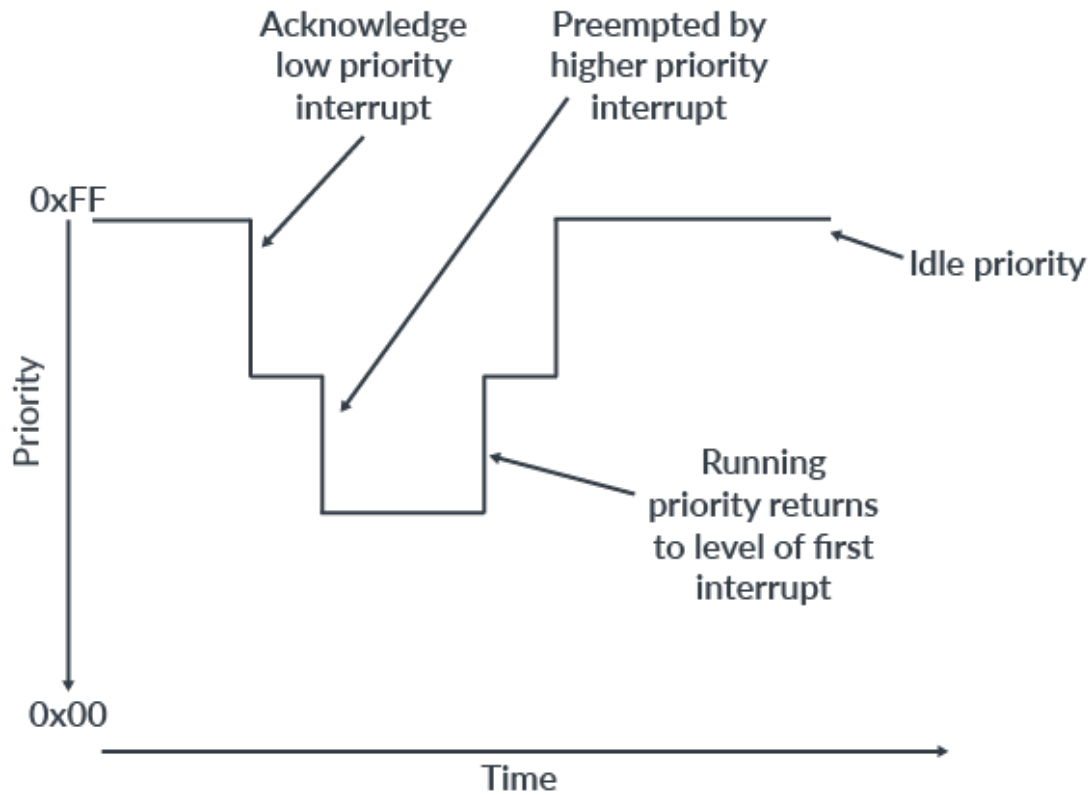 Acknowledge
low priority
interrupt
Preempted by
higher priority
interrupt
0xFF
Idle priority
Priority
Running
priority returns
to level of first
interrupt
0x00
Time